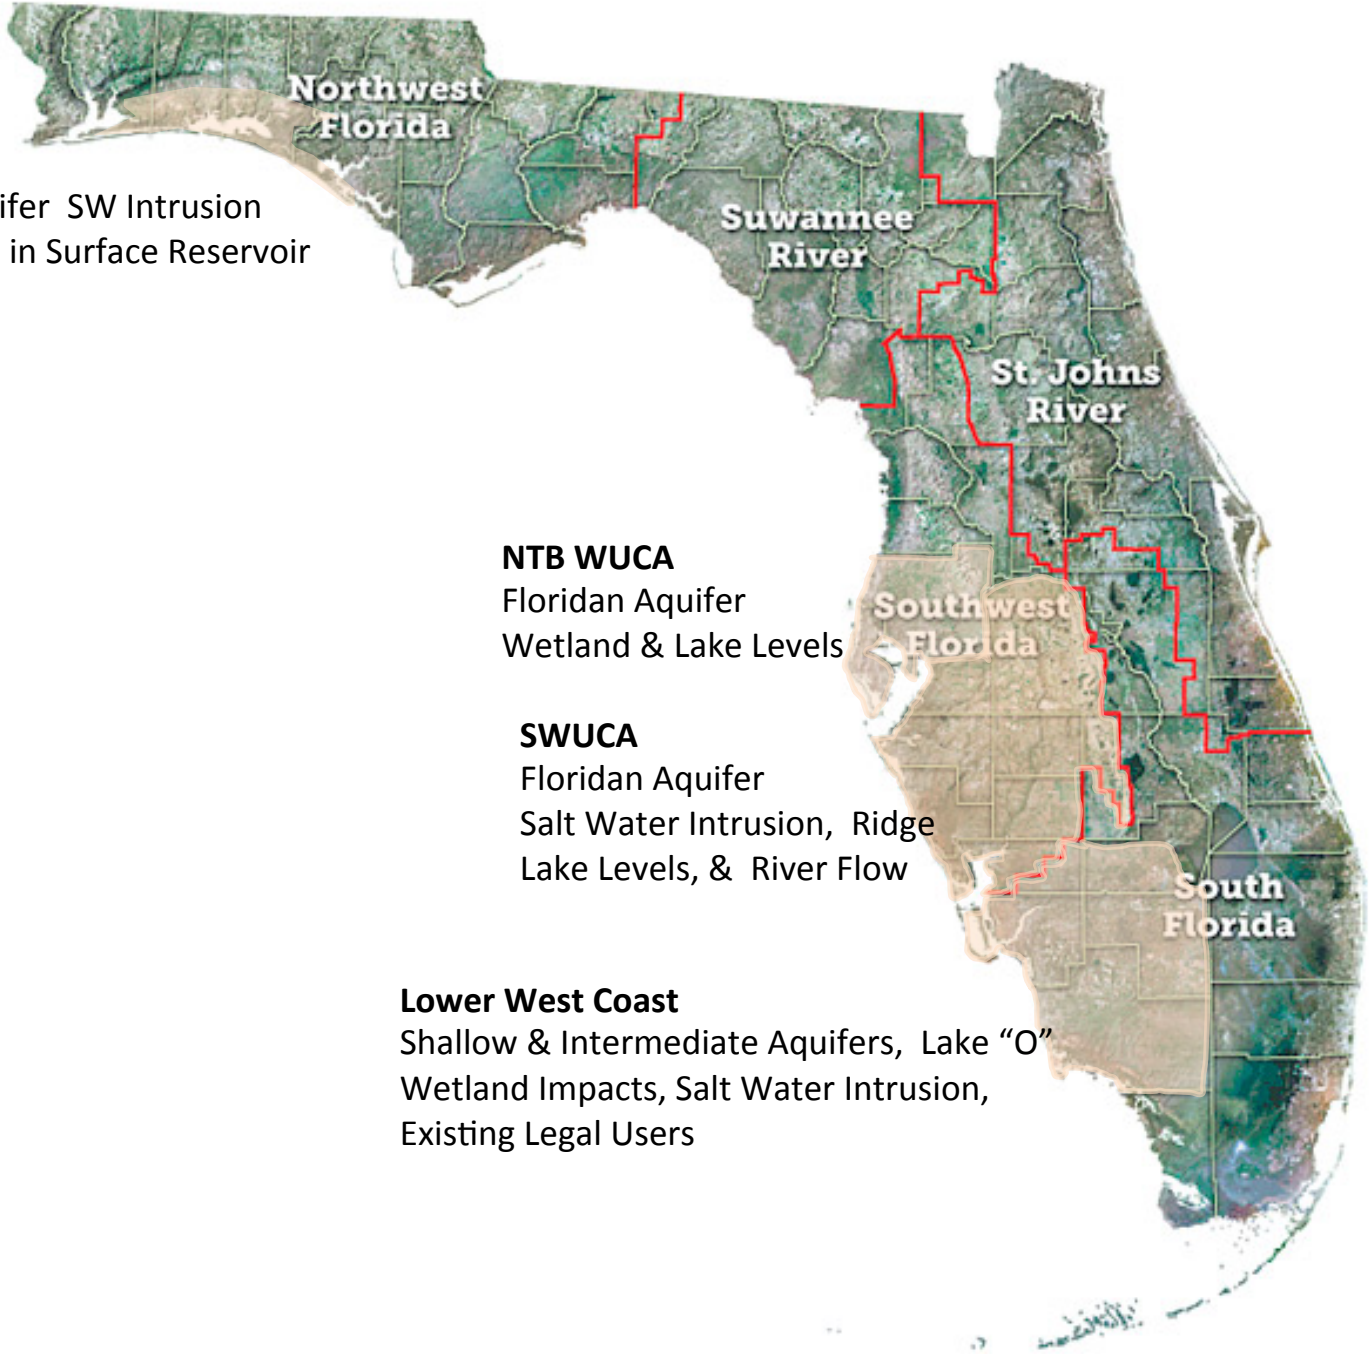 Northwest
Florida
ifer SW Intrusion
in Surface Reservoir
Suwannee
River
St. Johns
River
NTB WUCA
Floridan Aquifer
Wetland & Lake Levels
Southwest
Florida
SWUCA
Floridan Aquifer
Salt Water Intrusion, Ridge
Lake Levels, & River Flow
South
Florida
Lower West Coast
Shallow & Intermediate Aquifers, Lake “O”
Wetland Impacts, Salt Water Intrusion,
Existing Legal Users